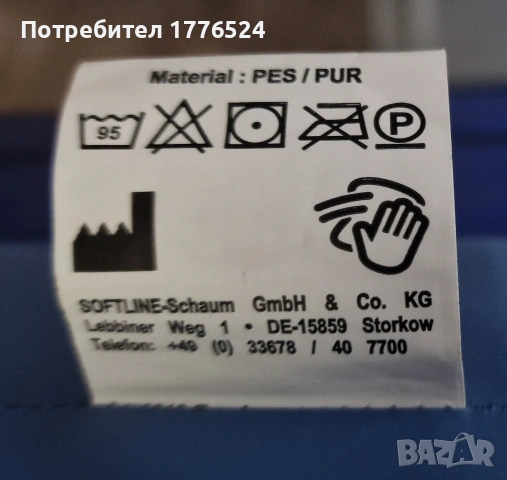 Потребител 1776524
Material : PES / PUR
95
P
SOFTLINE-Schaum GmbH & Co. KG
Lebbiner Weg 1 • DE-15859 Storkow
Telefon: +49 (0) 33678 / 40 7700
BAZAR